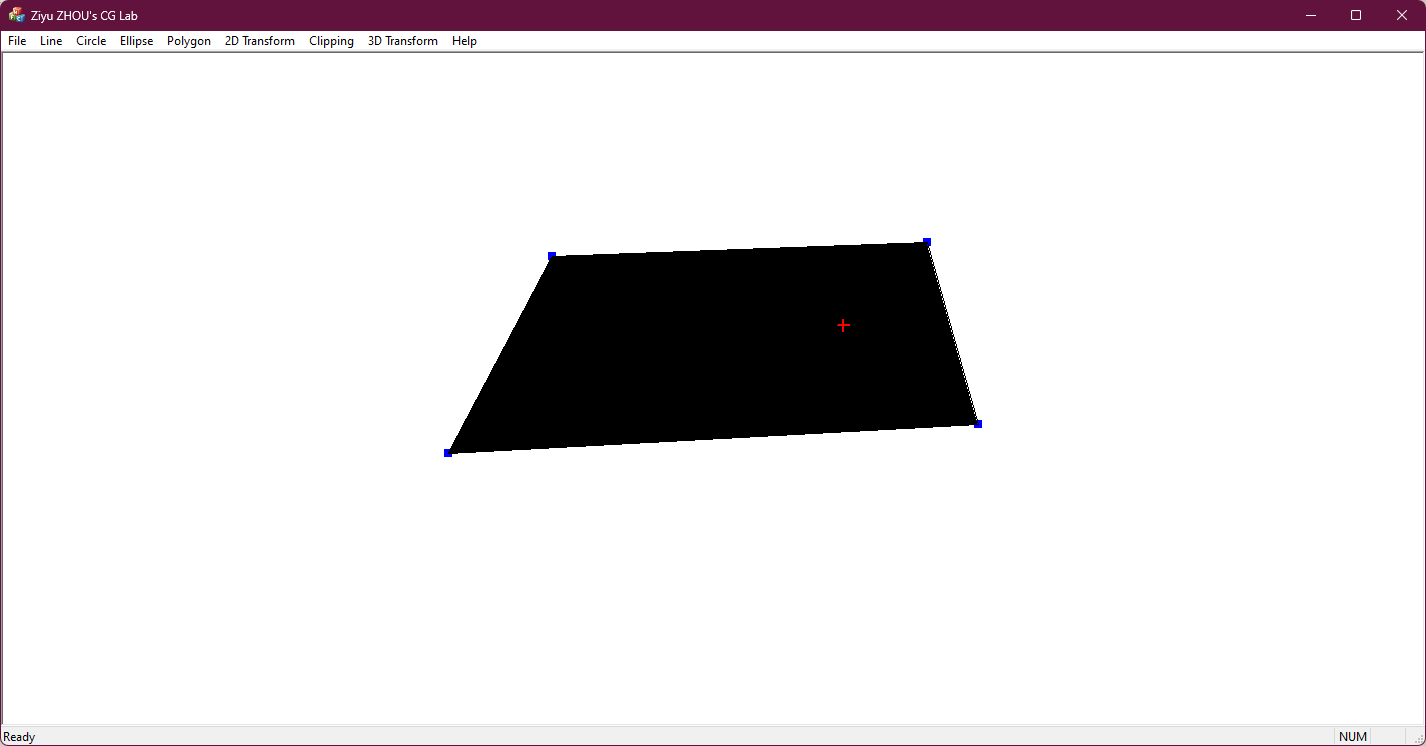 Ziyu ZHOU's CG Lab
File Line Circle Ellipse Polygon 2D Transform Clipping 3D Transform Help
Ready NUM